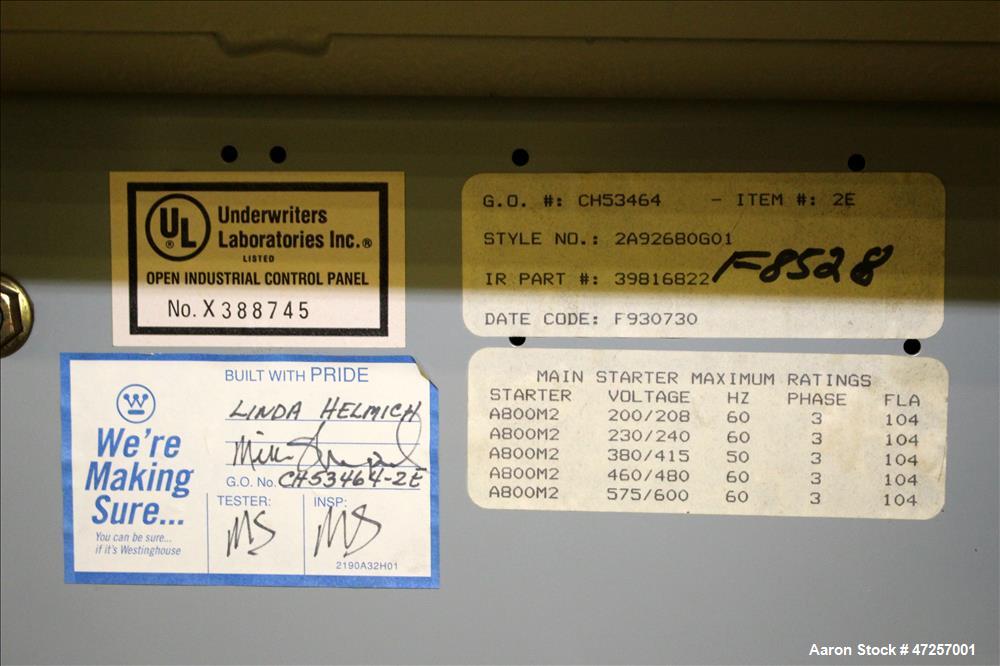 UL ®
Underwriters
Laboratories Inc.®
LISTED
OPEN INDUSTRIAL CONTROL PANEL
No. X 388745
G.O. #: CH53464 - ITEM #: 2E
STYLE NO.: 2A92680G01
IR PART #: 39816822
F-8528
DATE CODE: F930730
BUILT WITH PRIDE
LINDA HELMICH
G.O. No. CH53464-2E
TESTER: INSP:
MS MS
2190A32H01
We're
Making
Sure...
You can be sure...
if it's Westinghouse
MAIN STARTER MAXIMUM RATINGS
STARTER VOLTAGE HZ PHASE FLA
A800M2 200/208 60 3 104
A800M2 230/240 60 3 104
A800M2 380/415 50 3 104
A800M2 460/480 60 3 104
A800M2 575/600 60 3 104
Aaron Stock # 47257001